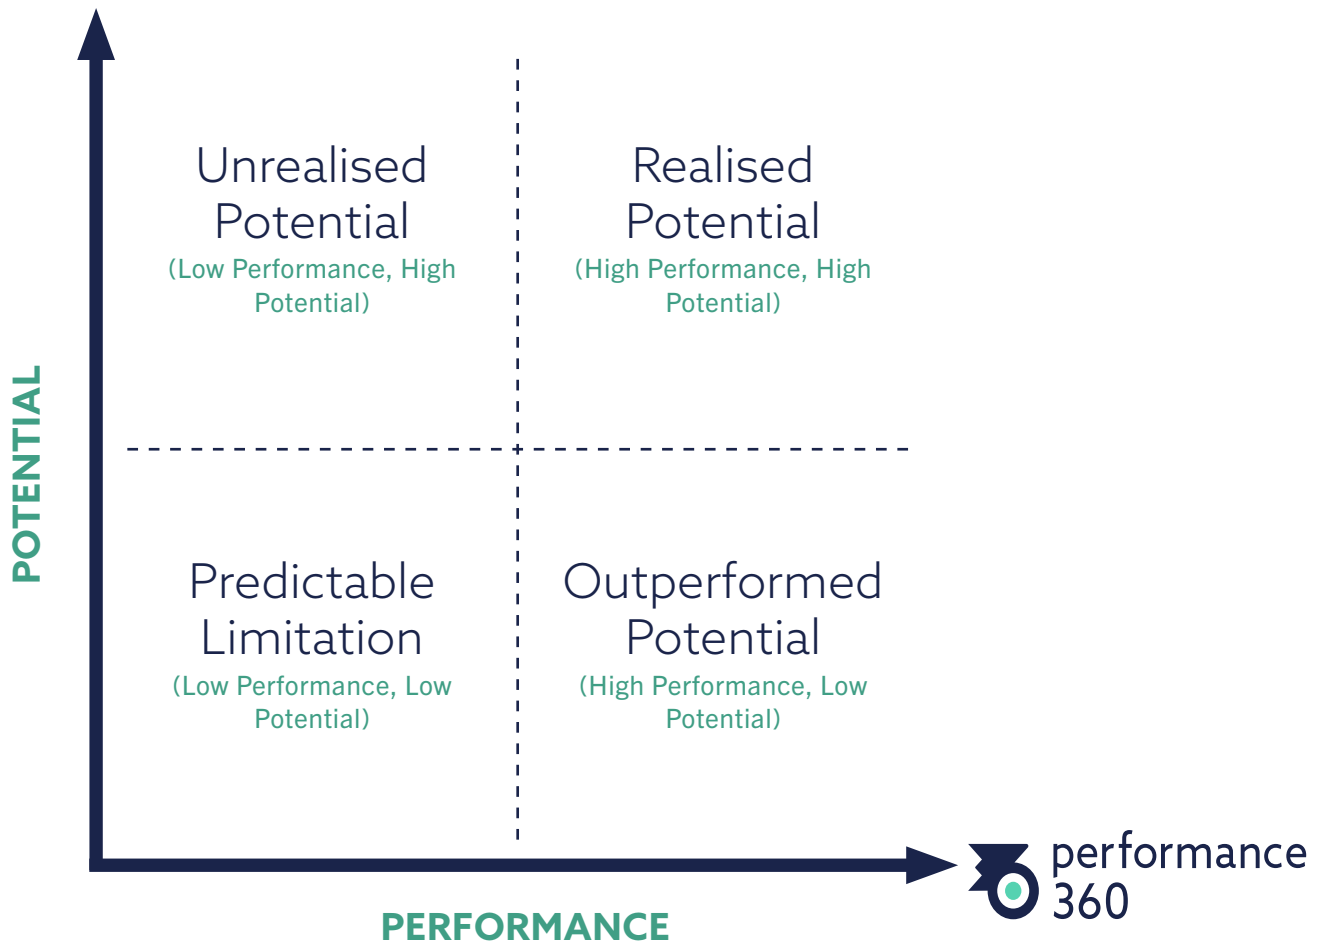 Unrealised
Potential
(Low Performance, High
Potential)
Realised
Potential
(High Performance, High
Potential)
POTENTIAL
Predictable
Limitation
(Low Performance, Low
Potential)
Outperformed
Potential
(High Performance, Low
Potential)
performance
360
PERFORMANCE